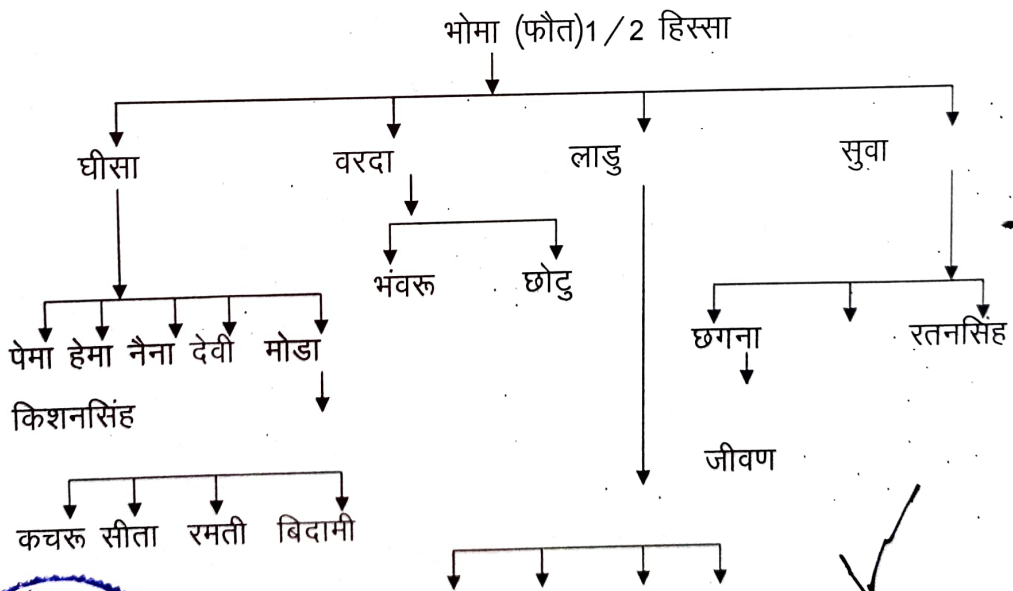 भोमा (फौत)1/2 हिस्सा
घीसा वरदा लाडु सुवा
भंवरू छोटु
पेमा हेमा नैना देवी मोडा छगना रतनसिंह
किशनसिंह
जीवण
कचरू सीता रमती बिदामी